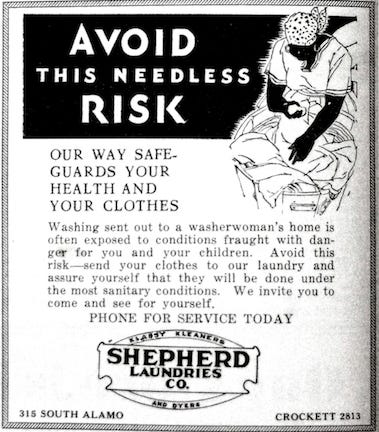 AVOID
THIS NEEDLESS
RISK
OUR WAY SAFE-
GUARDS YOUR
HEALTH AND
YOUR CLOTHES
Washing sent out to a washerwoman's home is
often exposed to conditions fraught with dan-
ger for you and your children. Avoid this
risk—send your clothes to our laundry and
assure yourself that they will be done under
the most sanitary conditions. We invite you to
come and see for yourself.
PHONE FOR SERVICE TODAY
KLASSY KLEANERS
SHEPHERD
LAUNDRIES
CO.
AND DYERS
315 SOUTH ALAMO
CROCKETT 2813